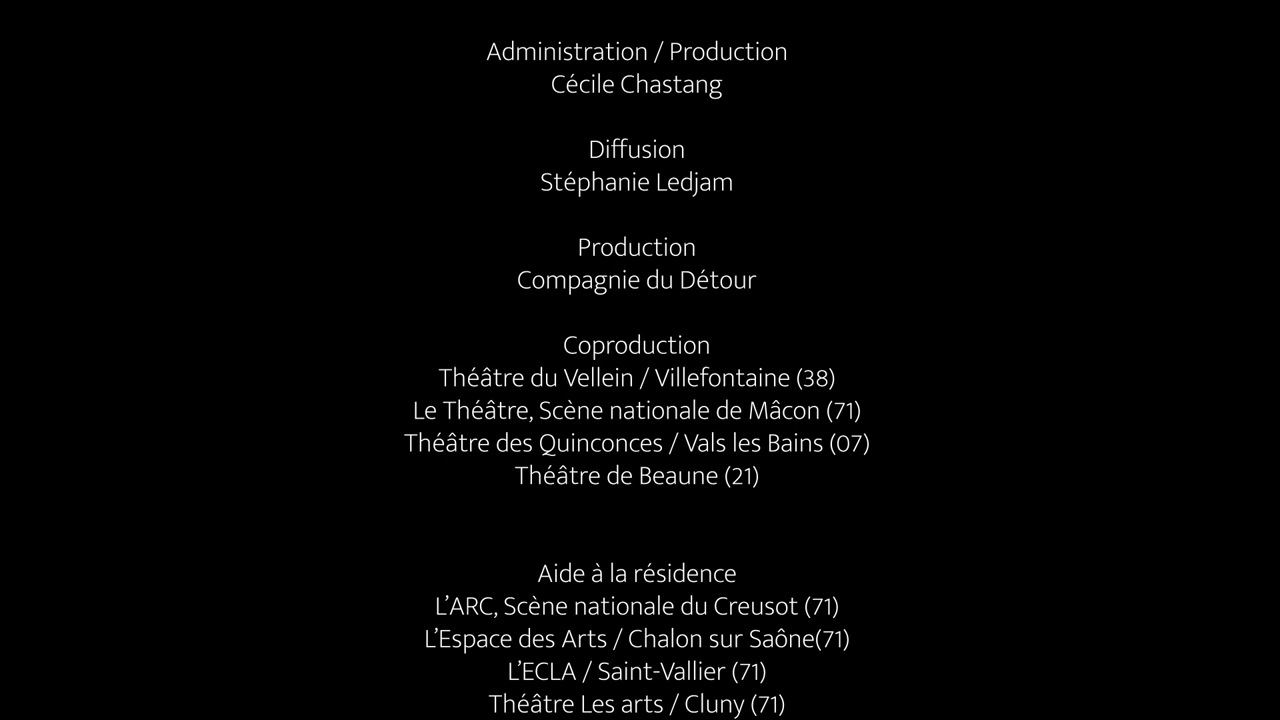 Administration / Production
Cécile Chastang
Diffusion
Stéphanie Ledjam
Production
Compagnie du Détour
Coproduction
Théâtre du Vellein / Villefontaine (38)
Le Théâtre, Scène nationale de Mâcon (71)
Théâtre des Quinconces / Vals les Bains (07)
Théâtre de Beaune (21)
Aide à la résidence
L’ARC, Scène nationale du Creusot (71)
L’Espace des Arts / Chalon sur Saône(71)
L’ECLA / Saint-Vallier (71)
Théâtre Les arts / Cluny (71)